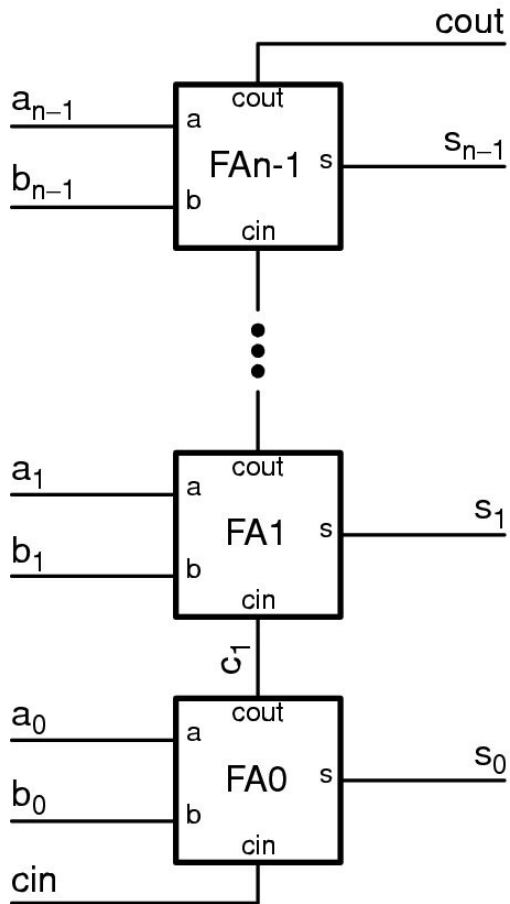 cout
cout
a_{n–1}
a
FAn-1
s
s_{n–1}
b_{n–1}
b
cin
cout
a_1
a
FA1
s
s_1
b_1
b
cin
c_1
cout
a_0
a
FA0
s
s_0
b_0
b
cin
cin